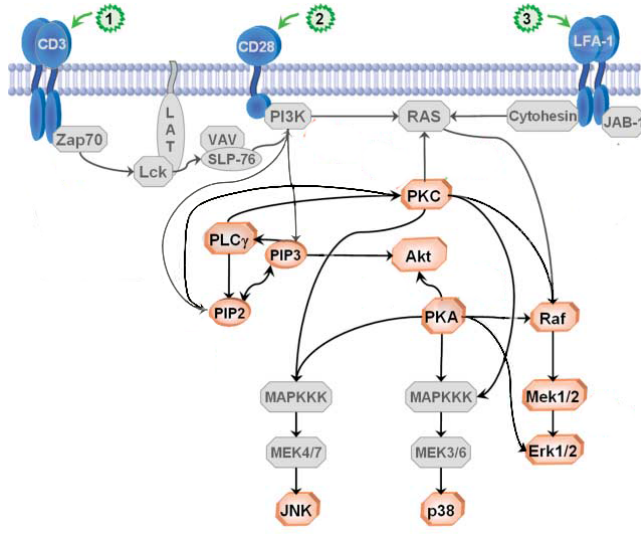 1
2
3
CD3
CD28
LFA-1
LAT
PI3K
RAS
Cytohesin
JAB-1
Zap70
VAV
SLP-76
Lck
PKC
PLCγ
PIP3
Akt
PIP2
PKA
Raf
MAPKKK
MAPKKK
Mek1/2
MEK4/7
MEK3/6
Erk1/2
JNK
p38